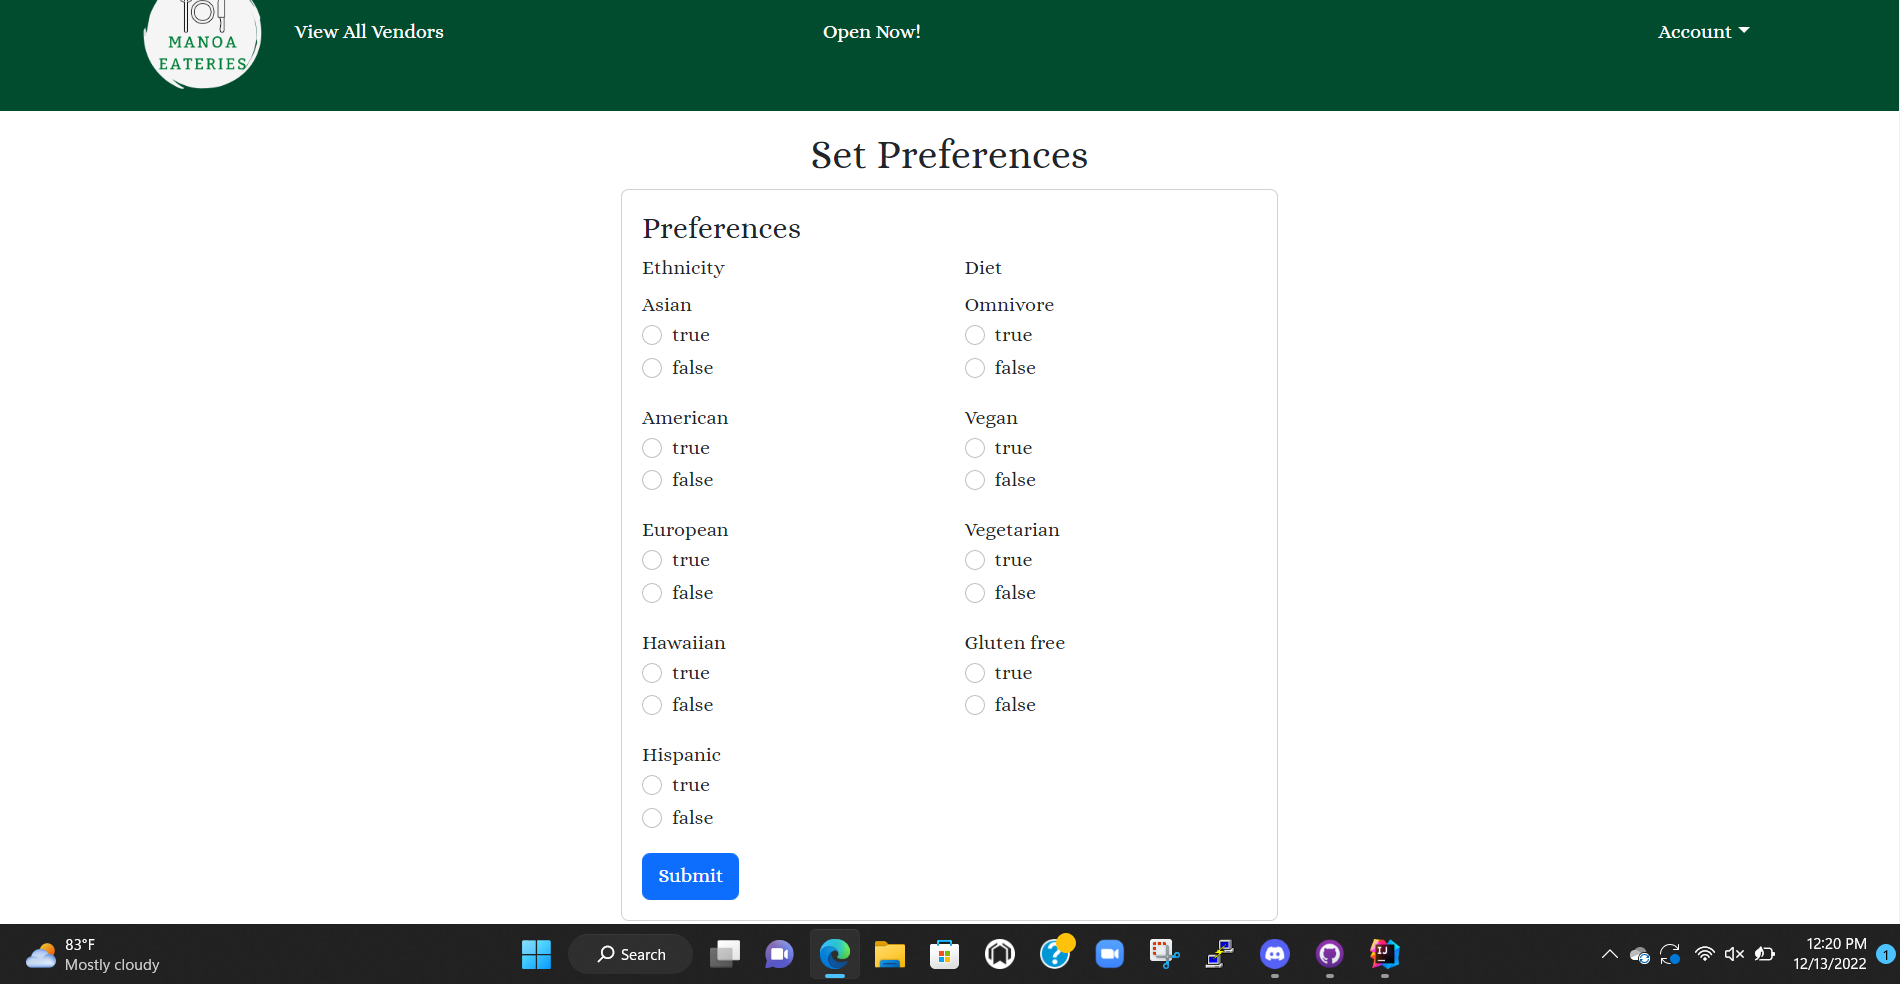 MANOA
EATERIES
View All Vendors
Open Now!
Account
Set Preferences
Preferences
Ethnicity
Asian
true
false
American
true
false
European
true
false
Hawaiian
true
false
Hispanic
true
false
Diet
Omnivore
true
false
Vegan
true
false
Vegetarian
true
false
Gluten free
true
false
Submit
83°F
Mostly cloudy
Search
IJ
12:20 PM
12/13/2022
1